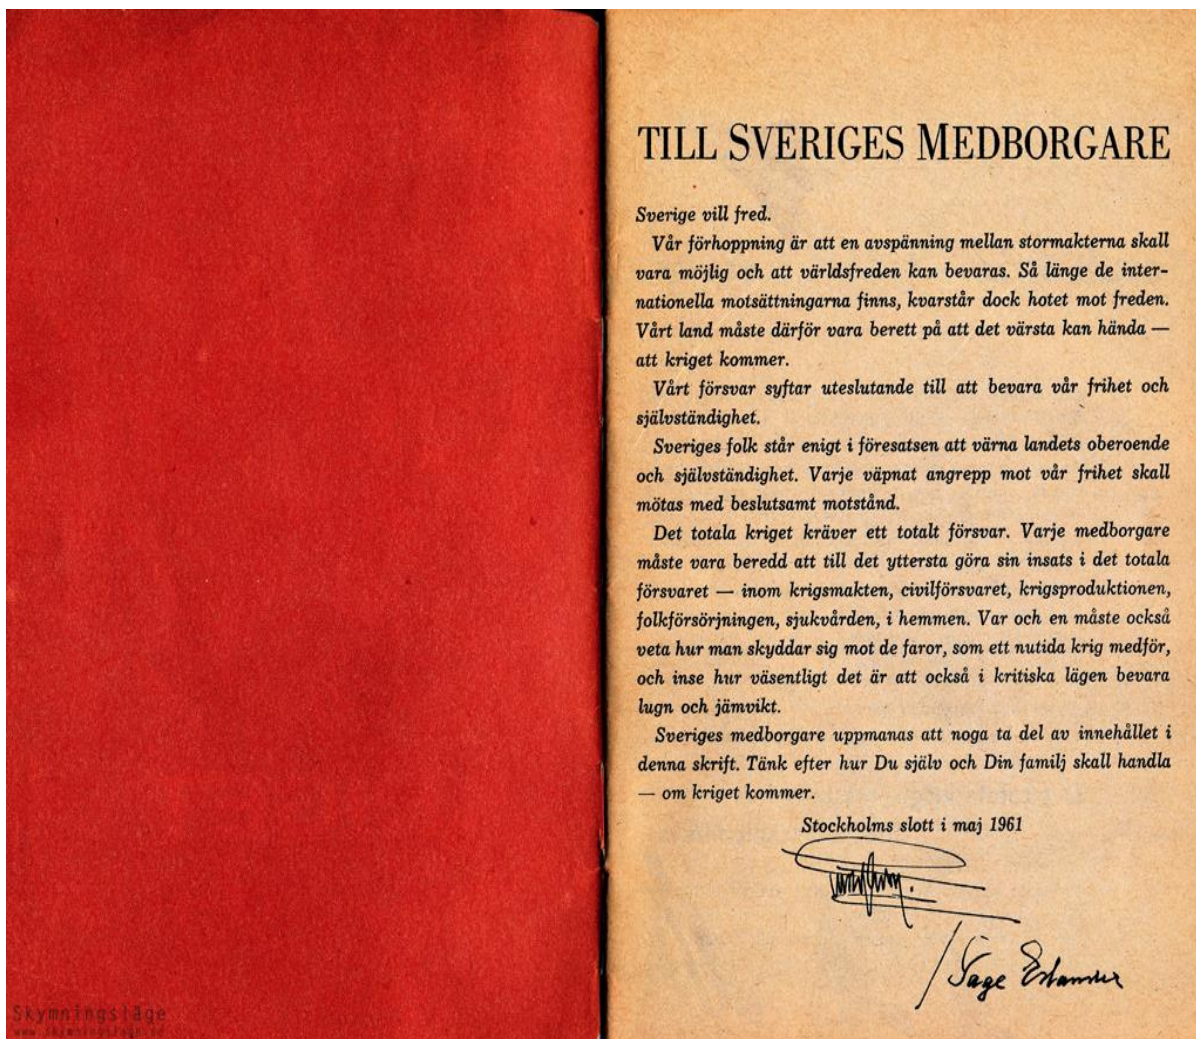 TILL SVERIGES MEDBORGARE
Sverige vill fred.
Vår förhoppning är att en avspänning mellan stormakterna skall
vara möjlig och att världsfreden kan bevaras. Så länge de inter-
nationella motsättningarna finns, kvarstår dock hotet mot freden.
Vårt land måste därför vara berett på att det värsta kan hända —
att kriget kommer.
Vårt försvar syftar uteslutande till att bevara vår frihet och
självständighet.
Sveriges folk står enigt i föresatsen att värna landets oberoende
och självständighet. Varje väpnat angrepp mot vår frihet skall
mötas med beslutsamt motstånd.
Det totala kriget kräver ett totalt försvar. Varje medborgare
måste vara beredd att till det yttersta göra sin insats i det totala
försvaret — inom krigsmakten, civilförsvaret, krigsproduktionen,
folkförsörjningen, sjukvården, i hemmen. Var och en måste också
veta hur man skyddar sig mot de faror, som ett nutida krig medför,
och inse hur väsentligt det är att också i kritiska lägen bevara
lugn och jämvikt.
Sveriges medborgare uppmanas att noga ta del av innehållet i
denna skrift. Tänk efter hur Du själv och Din familj skall handla
— om kriget kommer.
Stockholms slott i maj 1961
/Tage Erlander
Skymningsläge